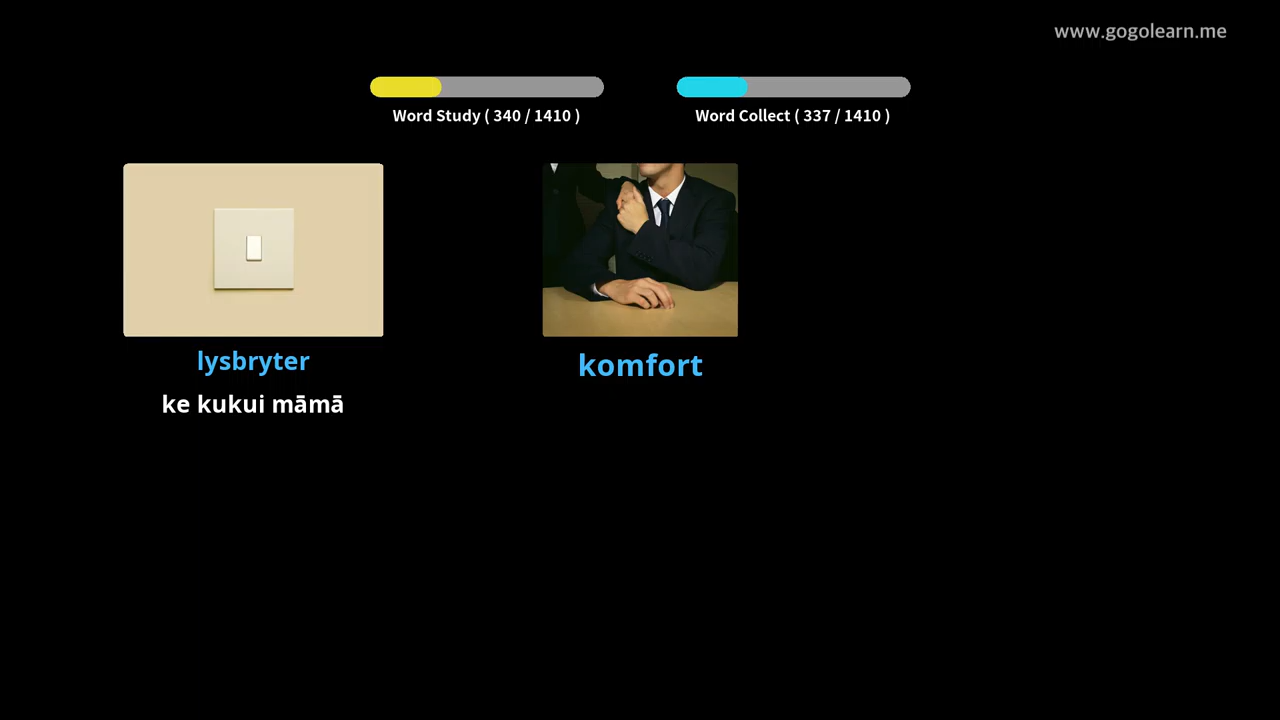 www.gogolearn.me
Word Study ( 340 / 1410 )
Word Collect ( 337 / 1410 )
lysbryter
komfort
ke kukui māmā